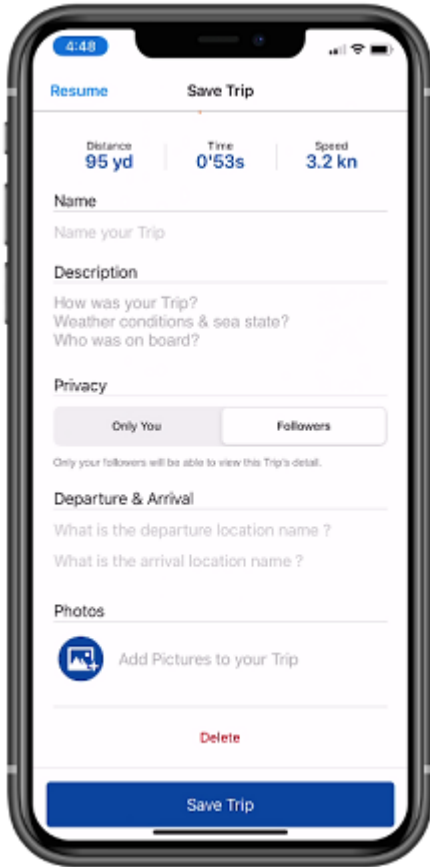 4:48
Resume Save Trip
Distance Time Speed
95 yd 0'53s 3.2 kn
Name
Name your Trip
Description
How was your Trip?
Weather conditions & sea state?
Who was on board?
Privacy
Only You Followers
Only your followers will be able to view this Trip's detail.
Departure & Arrival
What is the departure location name ?
What is the arrival location name ?
Photos
Add Pictures to your Trip
Delete
Save Trip